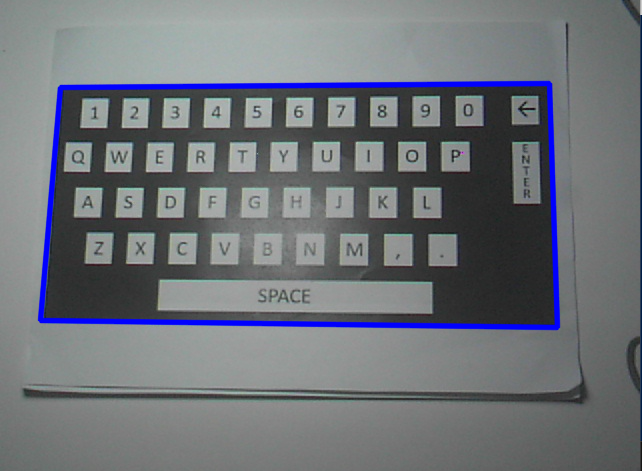 1 2 3 4 5 6 7 8 9 0 ←
Q W E R T Y U I O P ENTER
A S D F G H J K L
Z X C V B N M , .
SPACE